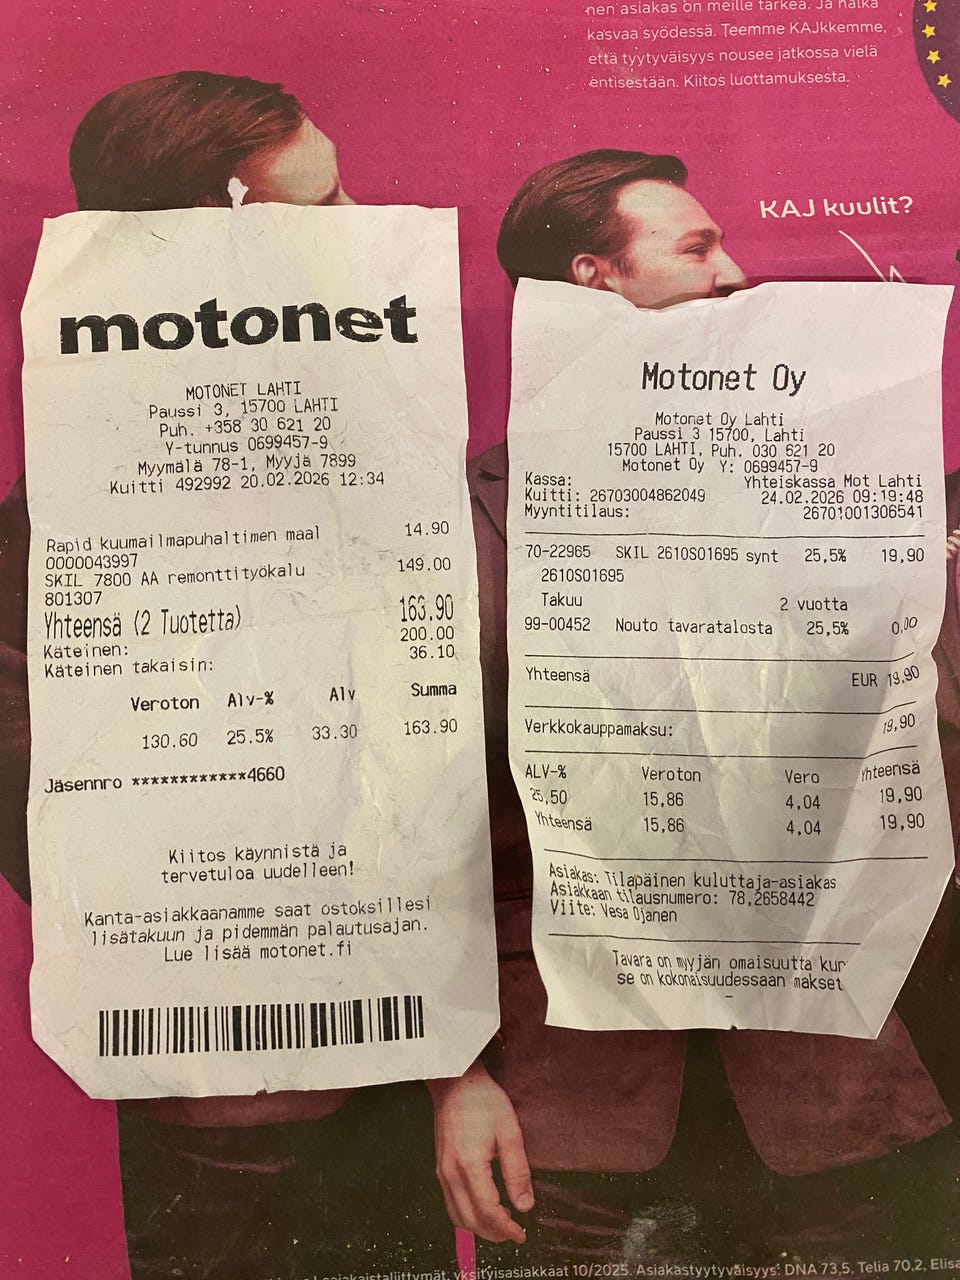 nen asiakas on meille tärkeä. Ja nälkä
kasvaa syödessä. Teemme KAJkkemme,
että tyytyväisyys nousee jatkossa vielä
entisestään. Kiitos luottamuksesta.
KAJ kuulit?
motonet
MOTONET LAHTI
Paussi 3, 15700 LAHTI
Puh. +358 30 621 20
Y-tunnus 0699457-9
Myymälä 78-1, Myyjä 7899
Kuitti 492992 20.02.2026 12:34
Rapid kuumailmapuhaltimen maal 14.90
0000043997
SKIL 7800 AA remonttityökalu 149.00
801307
Yhteensä (2 Tuotetta) 163.90
Käteinen: 200.00
Käteinen takaisin: 36.10
Veroton Alv-% Alv Summa
130.60 25.5% 33.30 163.90
Jäsennro ************4660
Kiitos käynnistä ja
tervetuloa uudelleen!
Kanta-asiakkaanamme saat ostoksillesi
lisätakuun ja pidemmän palautusajan.
Lue lisää motonet.fi
Motonet Oy
Motonet Oy Lahti
Paussi 3 15700, Lahti
15700 LAHTI, Puh. 030 621 20
Motonet Oy Y: 0699457-9
Kassa: Yhteiskassa Mot Lahti
Kuitti: 26703004862049 24.02.2026 09:19:48
Myyntitilaus: 26701001306541
70-22965 SKIL 2610S01695 synt 25,5% 19,90
2610S01695
Takuu 2 vuotta
99-00452 Nouto tavaratalosta 25,5% 0,00
Yhteensä EUR 19,90
Verkkokauppamaksu: 19,90
ALV-% Veroton Vero Yhteensä
25,50 15,86 4,04 19,90
Yhteensä 15,86 4,04 19,90
Asiakas: Tilapäinen kuluttaja-asiakas
Asiakkaan tilausnumero: 78,2658442
Viite: Vesa Ojanen
Tavara on myyjän omaisuutta kun
se on kokonaisuudessaan makset
yksityisasiakkaat 10/2025. Asiakastyytyväisyys: DNA 73,5, Telia 70,2, Elisa